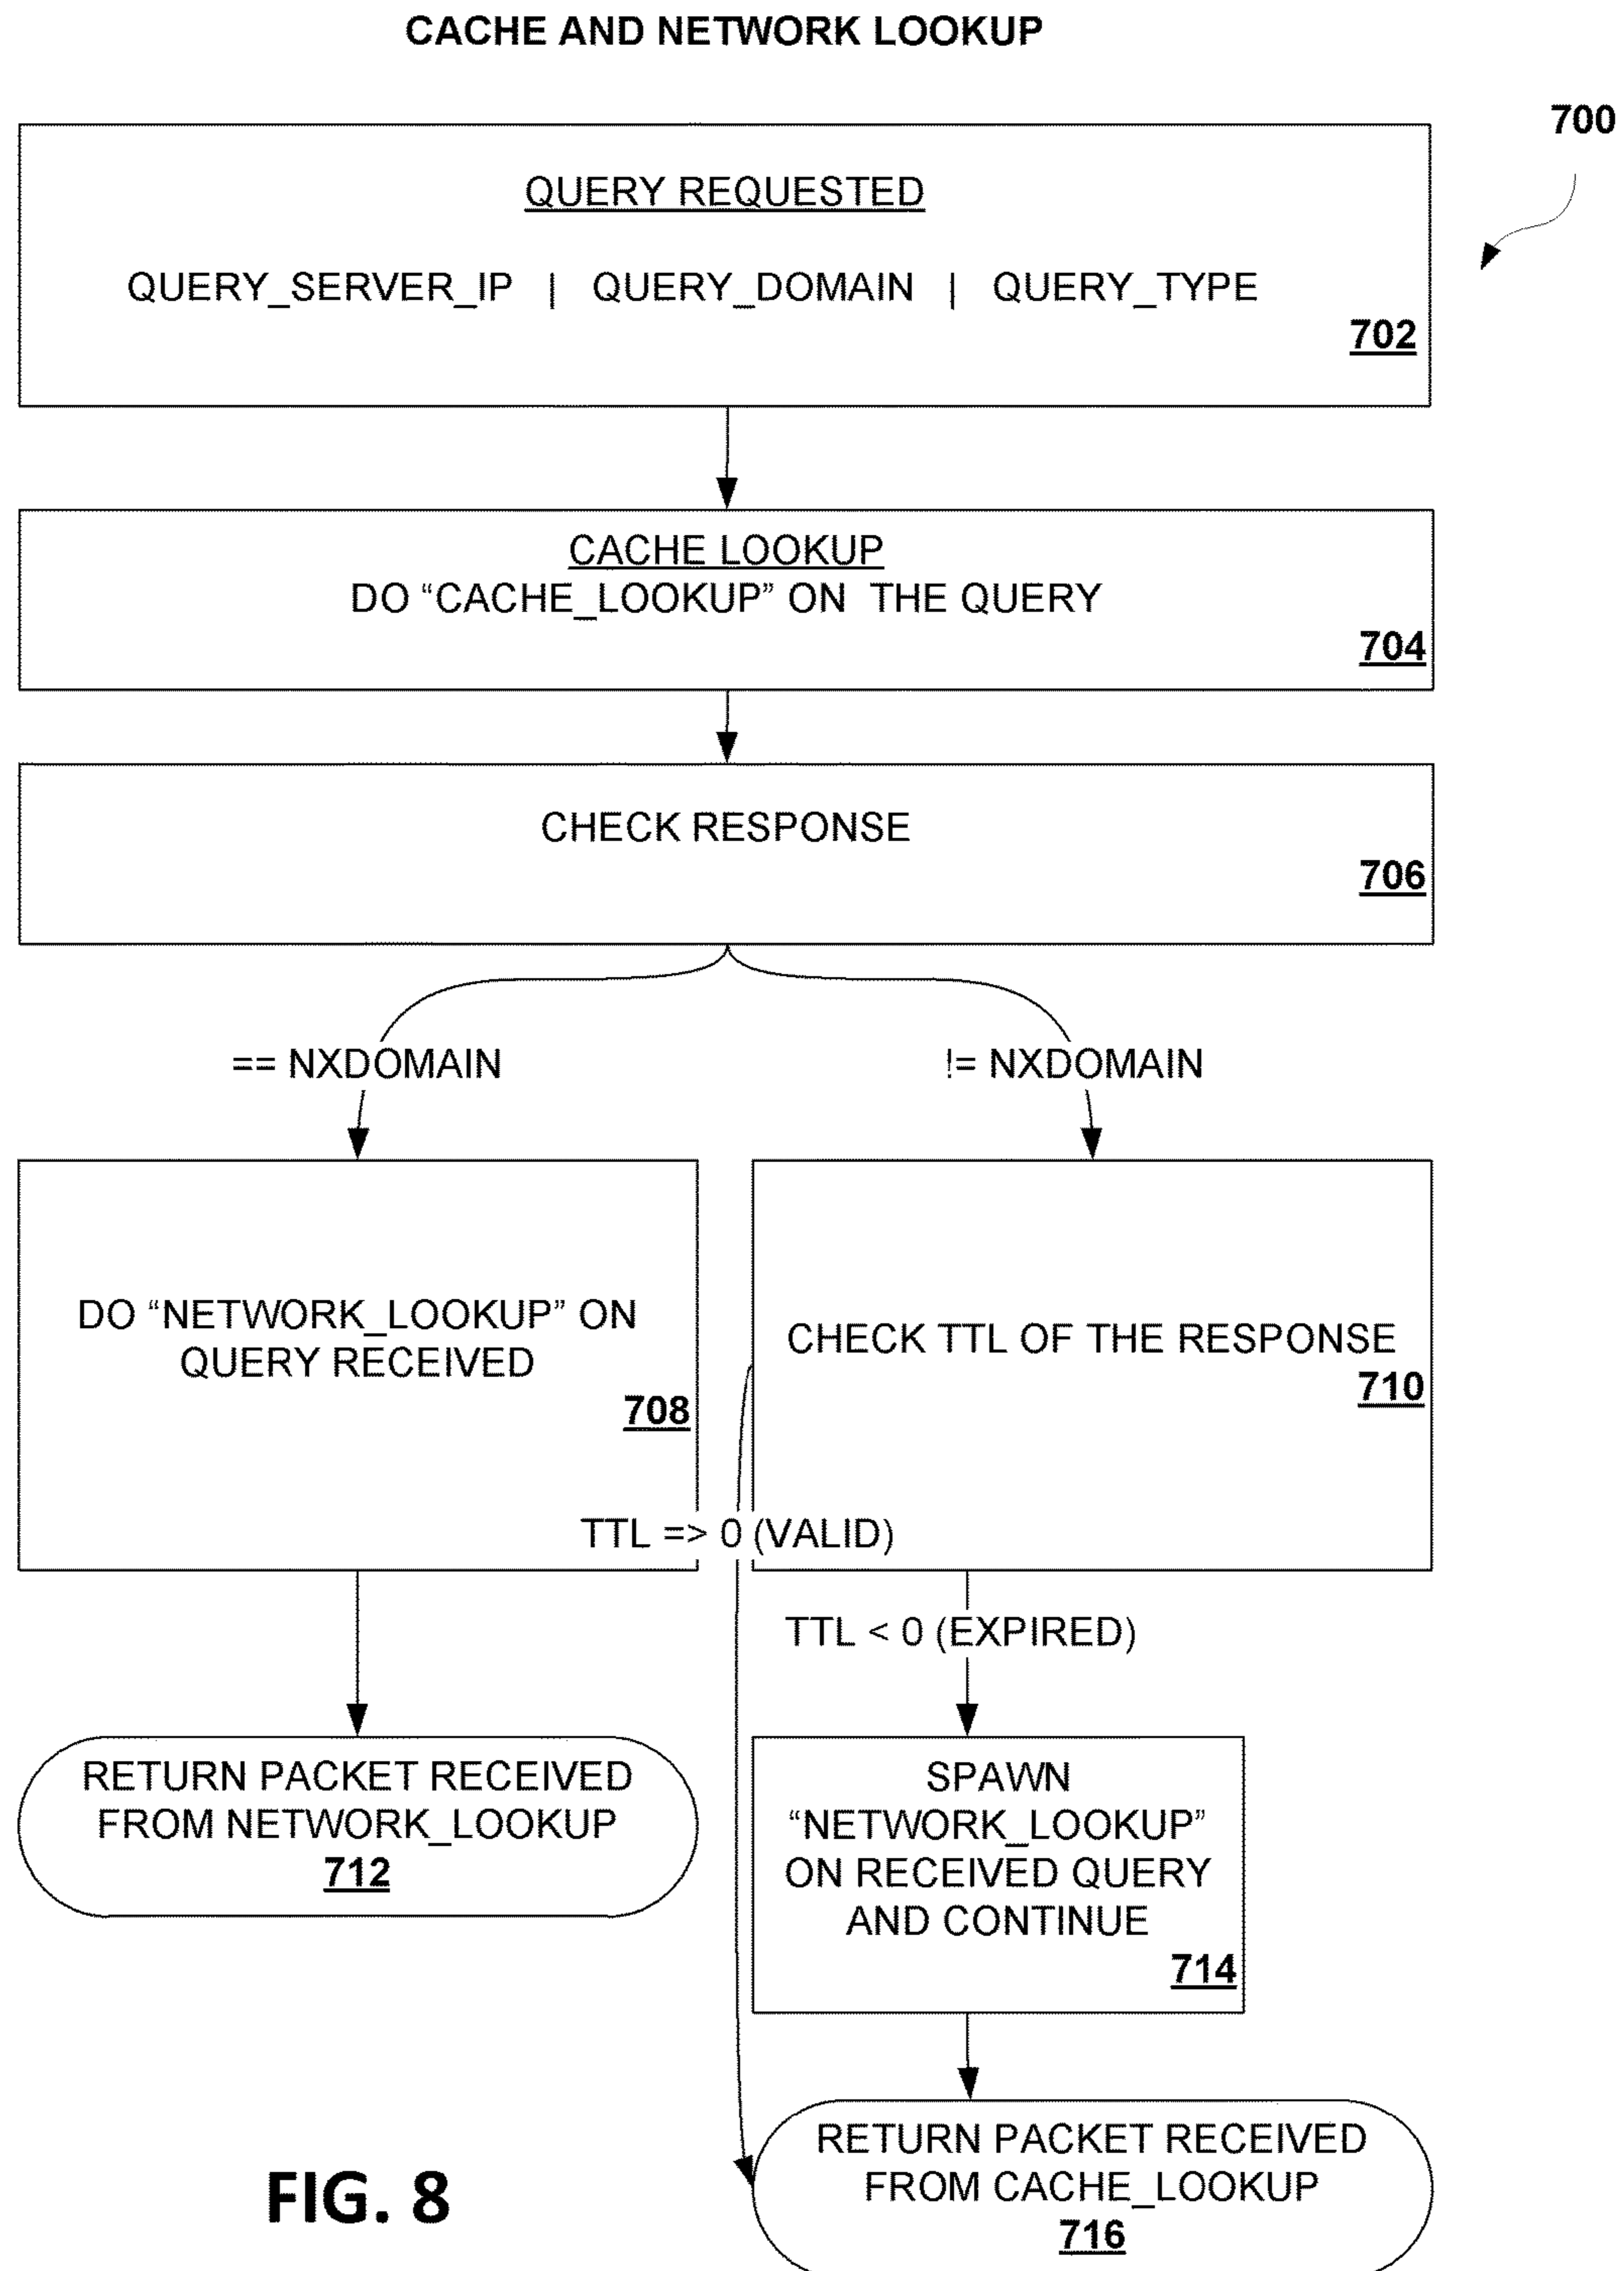 CACHE AND NETWORK LOOKUP
700
QUERY REQUESTED
QUERY_SERVER_IP | QUERY_DOMAIN | QUERY_TYPE
702
CACHE LOOKUP
DO “CACHE_LOOKUP” ON THE QUERY
704
CHECK RESPONSE
706
== NXDOMAIN
!= NXDOMAIN
DO “NETWORK_LOOKUP” ON
QUERY RECEIVED
708
CHECK TTL OF THE RESPONSE
710
TTL => 0 (VALID)
TTL < 0 (EXPIRED)
RETURN PACKET RECEIVED
FROM NETWORK_LOOKUP
712
SPAWN
“NETWORK_LOOKUP”
ON RECEIVED QUERY
AND CONTINUE
714
RETURN PACKET RECEIVED
FROM CACHE_LOOKUP
716
FIG. 8